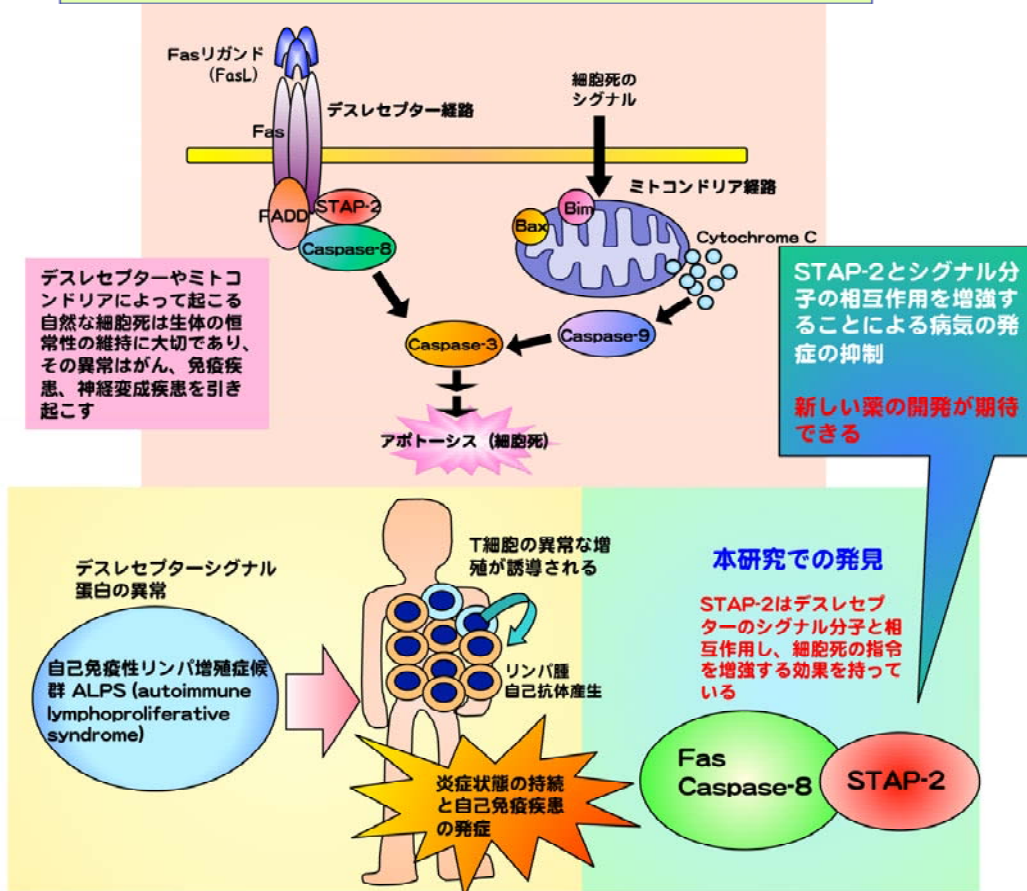 Fasリガンド
(FasL)
Fas
デスレセプター経路
FADD
STAP-2
Caspase-8
細胞死の
シグナル
ミトコンドリア経路
Bim
Bax
Cytochrome C
Caspase-9
Caspase-3
アポトーシス (細胞死)
デスレセプターやミトコ
ンドリアによって起こる
自然な細胞死は生体の恒
常性の維持に大切であり、
その異常はがん、免疫疾
患、神経変成疾患を引き
起こす
STAP-2とシグナル分
子の相互作用を増強す
ることによる病気の発
症の抑制
新しい薬の開発が期待
できる
デスレセプターシグナル
蛋白の異常
自己免疫性リンパ増殖症候
群 ALPS (autoimmune
lymphoproliferative
syndrome)
T細胞の異常な増
殖が誘導される
リンパ腫
自己抗体産生
炎症状態の持続
と自己免疫疾患
の発症
本研究での発見
STAP-2はデスレセプ
ターのシグナル分子と相
互作用し、細胞死の指令
を増強する効果を持って
いる
Fas
Caspase-8
STAP-2